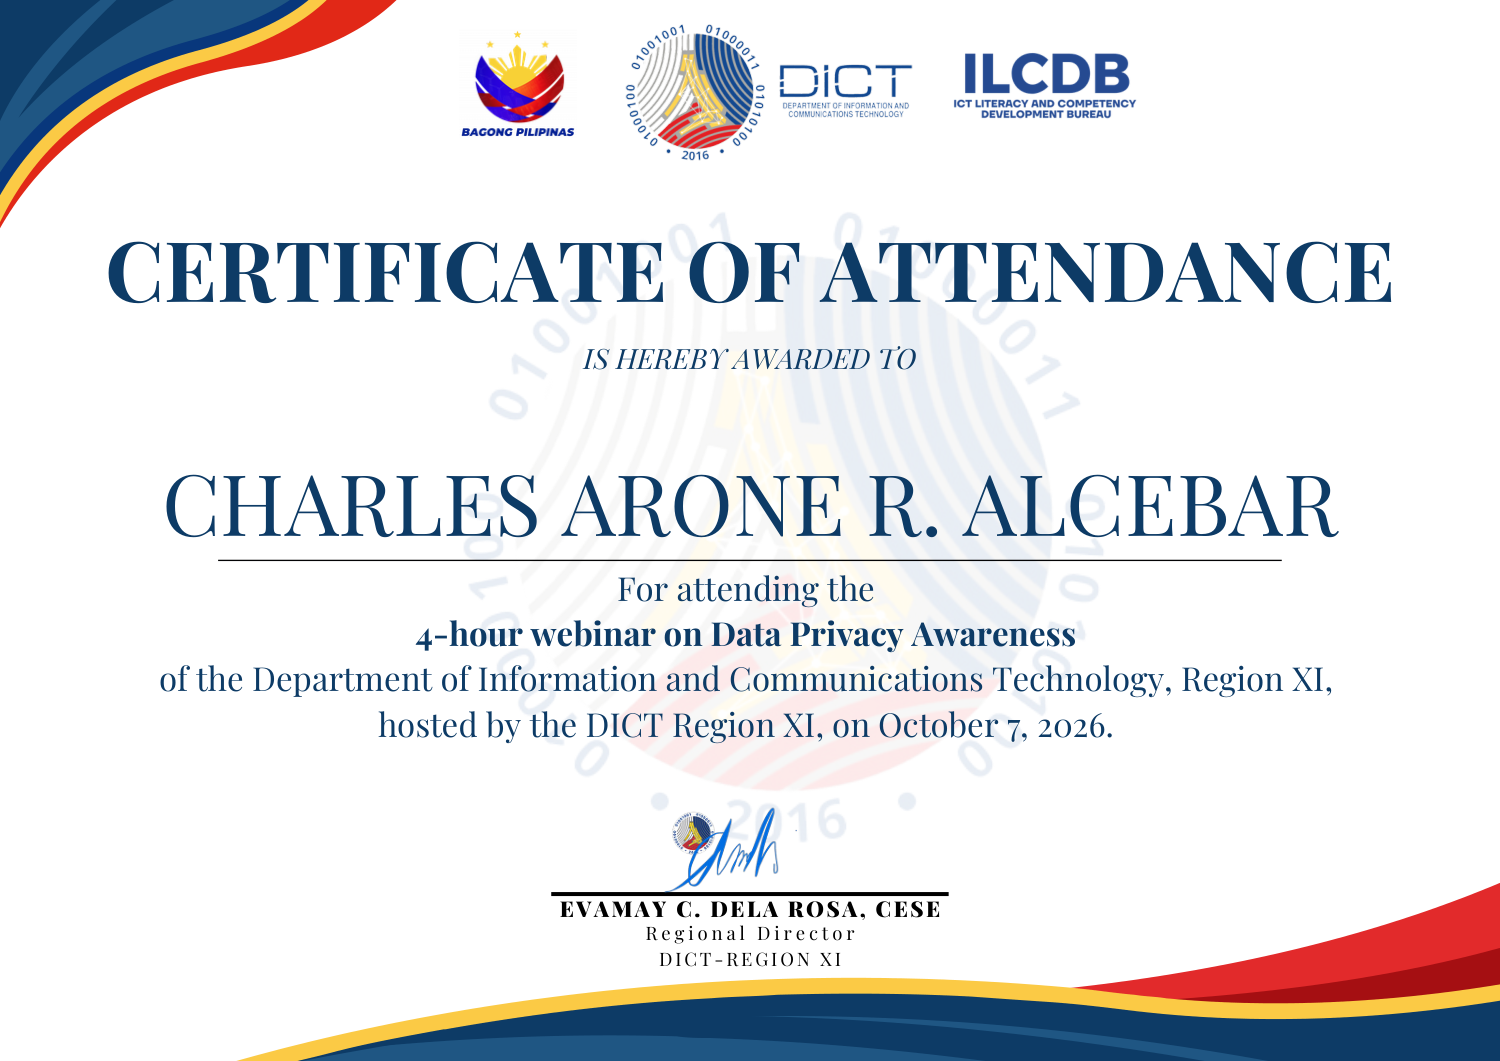 BAGONG PILIPINAS
01000100 01001001 01000011 01010100
• 2016 •
DICT
DEPARTMENT OF INFORMATION AND
COMMUNICATIONS TECHNOLOGY
ILCDB
ICT LITERACY AND COMPETENCY
DEVELOPMENT BUREAU
CERTIFICATE OF ATTENDANCE
IS HEREBY AWARDED TO
CHARLES ARONE R. ALCEBAR
For attending the
4-hour webinar on Data Privacy Awareness
of the Department of Information and Communications Technology, Region XI,
hosted by the DICT Region XI, on October 7, 2026.
• 2016 •
EVAMAY C. DELA ROSA, CESE
Regional Director
DICT-REGION XI